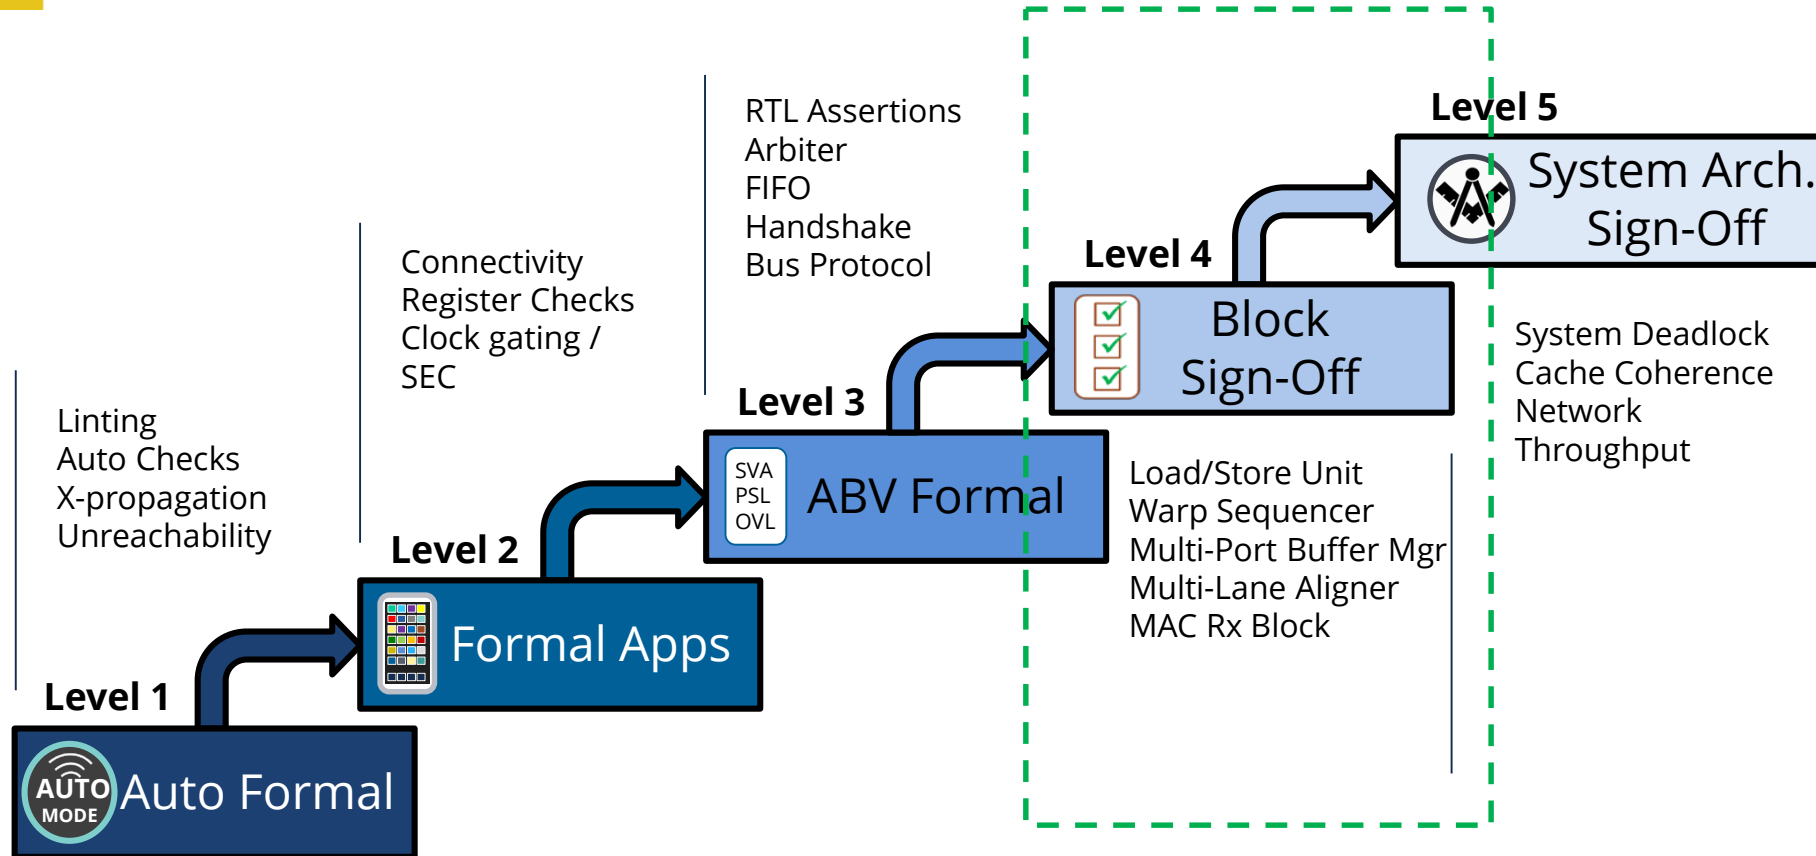 Level 1
AUTO
MODE
Auto Formal
Linting
Auto Checks
X-propagation
Unreachability
Level 2
Formal Apps
Connectivity
Register Checks
Clock gating /
SEC
Level 3
SVA
PSL
OVL
ABV Formal
RTL Assertions
Arbiter
FIFO
Handshake
Bus Protocol
Level 4
Block
Sign-Off
Load/Store Unit
Warp Sequencer
Multi-Port Buffer Mgr
Multi-Lane Aligner
MAC Rx Block
Level 5
System Arch.
Sign-Off
System Deadlock
Cache Coherence
Network
Throughput